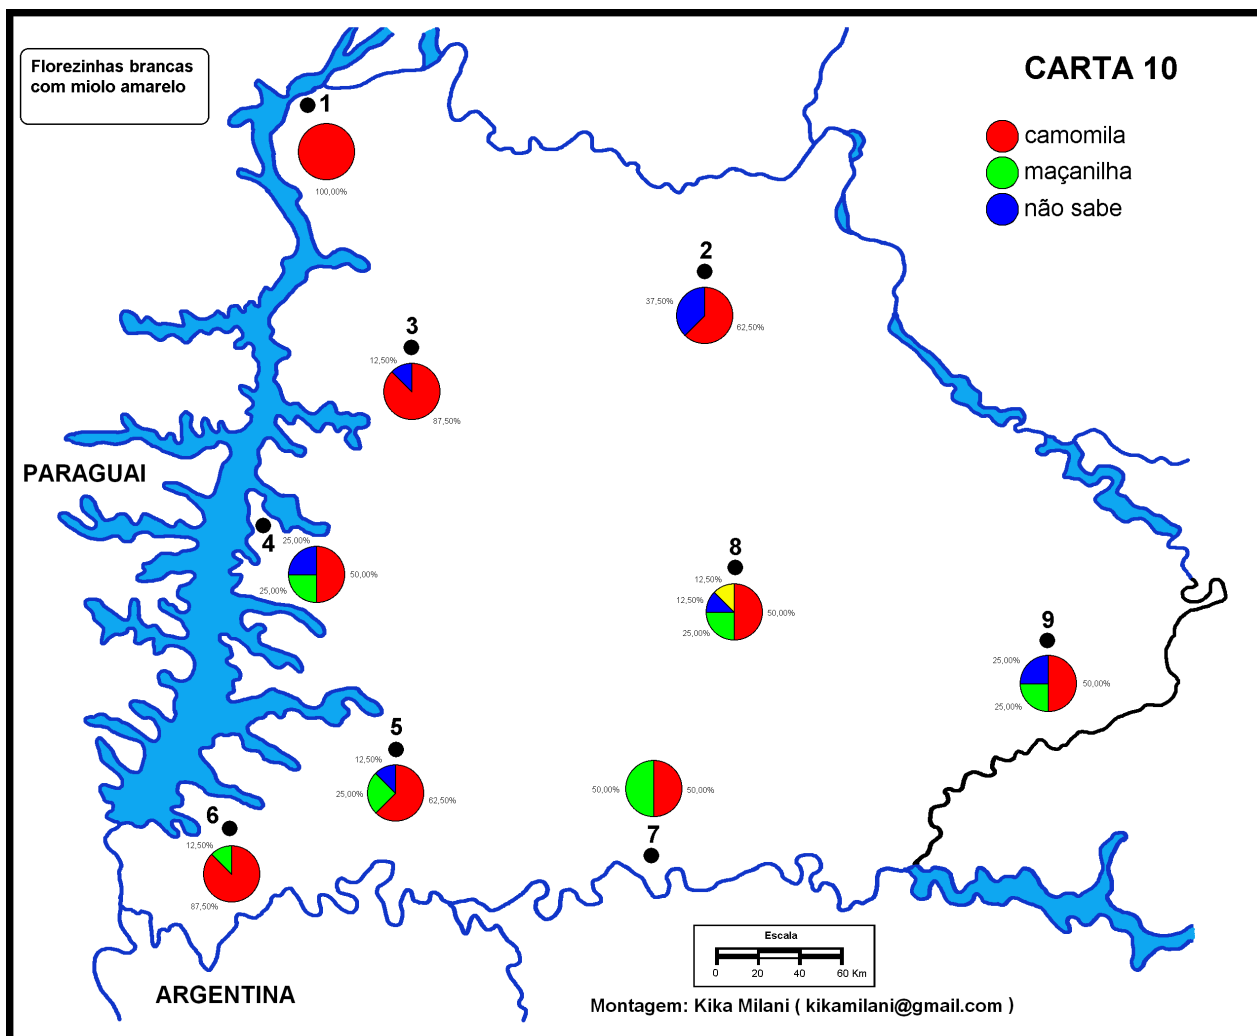 Florezinhas brancas
com miolo amarelo
CARTA 10
camomila
maçanilha
não sabe
1
100,00%
2
37,50%
62,50%
3
12,50%
87,50%
PARAGUAI
4
25,00%
50,00%
25,00%
8
12,50%
12,50%
50,00%
25,00%
9
25,00%
50,00%
25,00%
5
12,50%
25,00%
62,50%
50,00%
50,00%
7
6
12,50%
87,50%
Escala
0 20 40 60 Km
ARGENTINA
Montagem: Kika Milani ( kikamilani@gmail.com )